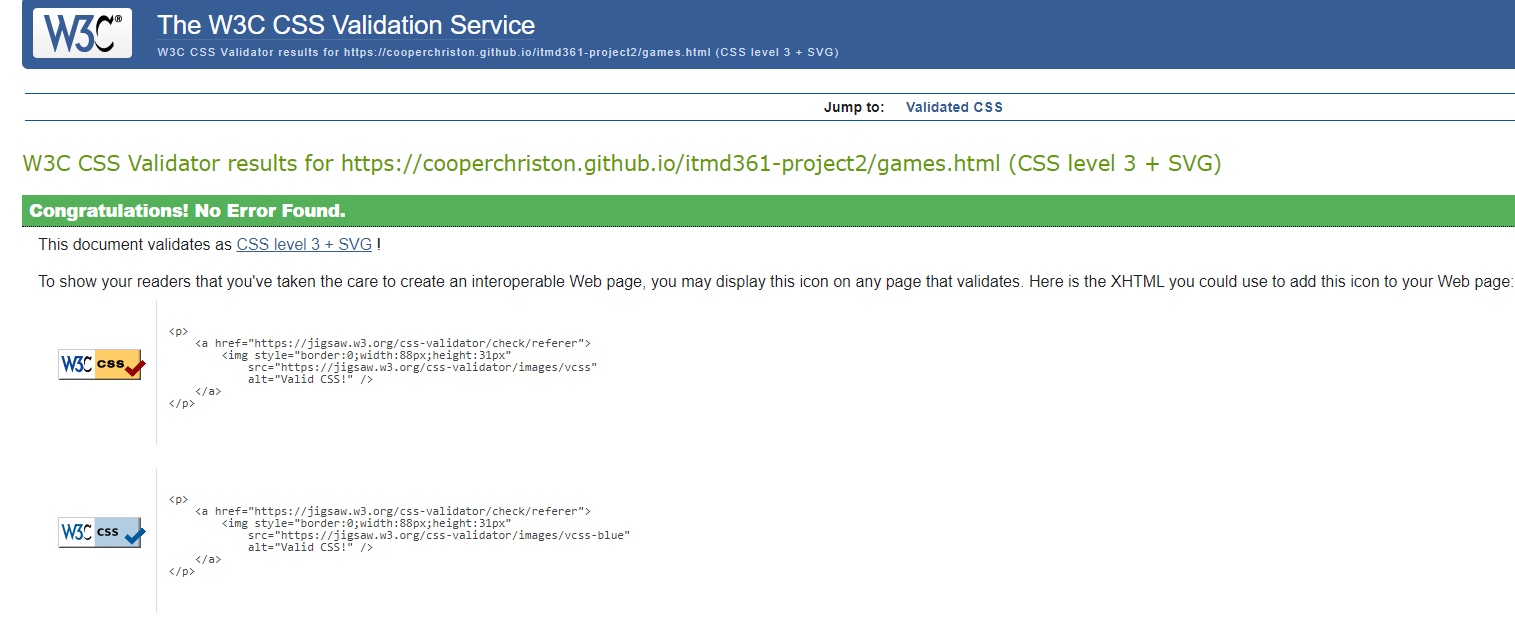 W3C®
The W3C CSS Validation Service
W3C CSS Validator results for https://cooperchriston.github.io/itmd361-project2/games.html (CSS level 3 + SVG)
Jump to: Validated CSS
W3C CSS Validator results for https://cooperchriston.github.io/itmd361-project2/games.html (CSS level 3 + SVG)
Congratulations! No Error Found.
This document validates as CSS level 3 + SVG !
To show your readers that you've taken the care to create an interoperable Web page, you may display this icon on any page that validates. Here is the XHTML you could use to add this icon to your Web page:
W3C css
<p>
    <a href="https://jigsaw.w3.org/css-validator/check/referer">
        <img style="border:0;width:88px;height:31px"
            src="https://jigsaw.w3.org/css-validator/images/vcss"
            alt="Valid CSS!" />
    </a>
</p>
W3C css
<p>
    <a href="https://jigsaw.w3.org/css-validator/check/referer">
        <img style="border:0;width:88px;height:31px"
            src="https://jigsaw.w3.org/css-validator/images/vcss-blue"
            alt="Valid CSS!" />
    </a>
</p>